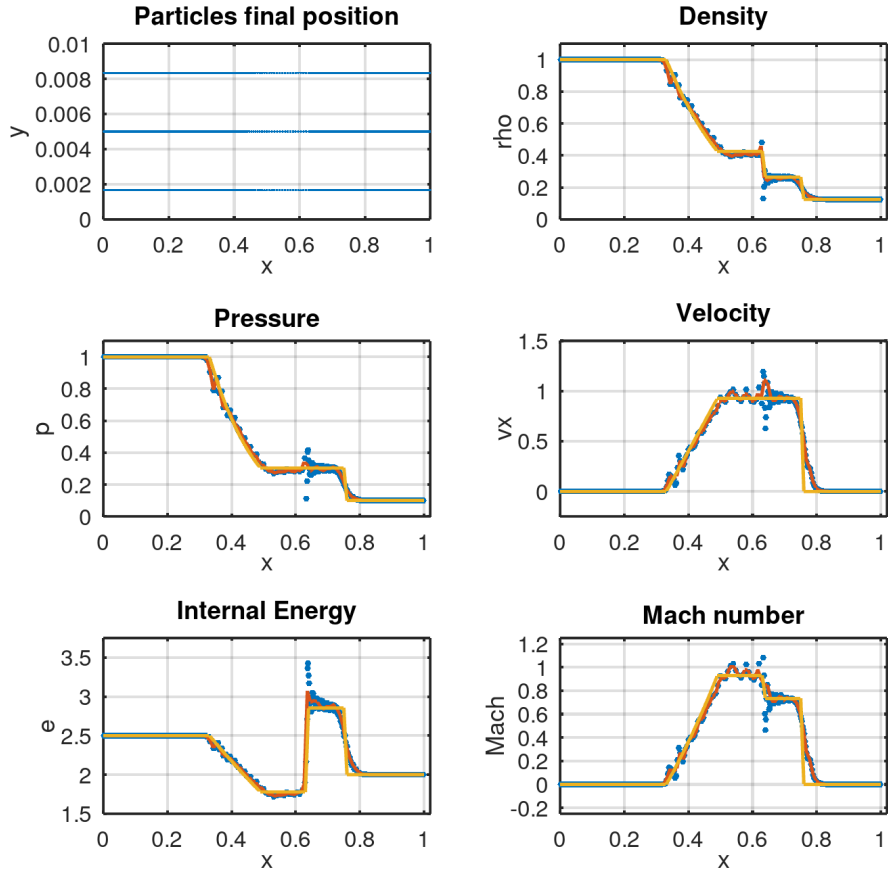 Particles final position
0.01
0.008
0.006
0.004
0.002
0
y
0 0.2 0.4 0.6 0.8 1
x
Density
1
0.8
0.6
0.4
0.2
0
rho
0 0.2 0.4 0.6 0.8 1
x
Pressure
1
0.8
0.6
0.4
0.2
0
p
0 0.2 0.4 0.6 0.8 1
x
Velocity
1.5
1
0.5
0
vx
0 0.2 0.4 0.6 0.8 1
x
Internal Energy
3.5
3
2.5
2
1.5
e
0 0.2 0.4 0.6 0.8 1
x
Mach number
1.2
1
0.8
0.6
0.4
0.2
0
-0.2
Mach
0 0.2 0.4 0.6 0.8 1
x